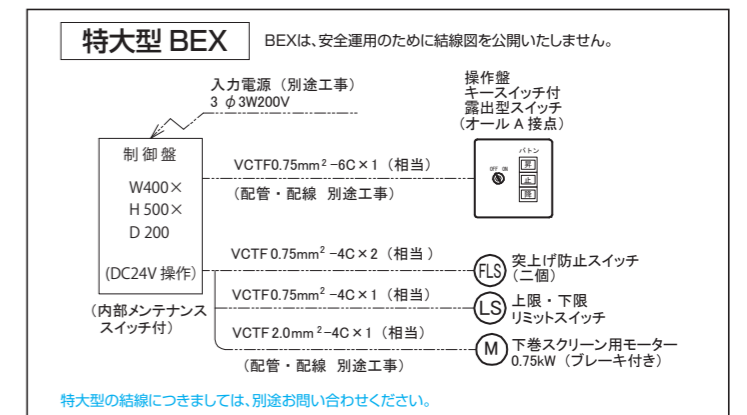 特大型 BEX
BEXは、安全運用のために結線図を公開いたしません。
入力電源（別途工事）
3 φ3W200V
操作盤
キースイッチ付
露出型スイッチ
（オール A 接点）
制 御 盤
W400×
H 500×
D 200
(DC24V 操作)
（内部メンテナンス
スイッチ付）
VCTF0.75mm²−6C×1（相当）
（配管・配線 別途工事）
バトン
OFF ON
昇
止
降
VCTF 0.75mm²−4C×2（相当）
FLS
突上げ防止スイッチ
（二個）
VCTF0.75mm²−4C×1（相当）
LS
上限・下限
リミットスイッチ
VCTF 2.0mm²−4C×1（相当）
M
下巻スクリーン用モーター
0.75kW（ブレーキ付き）
（配管・配線 別途工事）
特大型の結線につきましては、別途お問い合わせください。